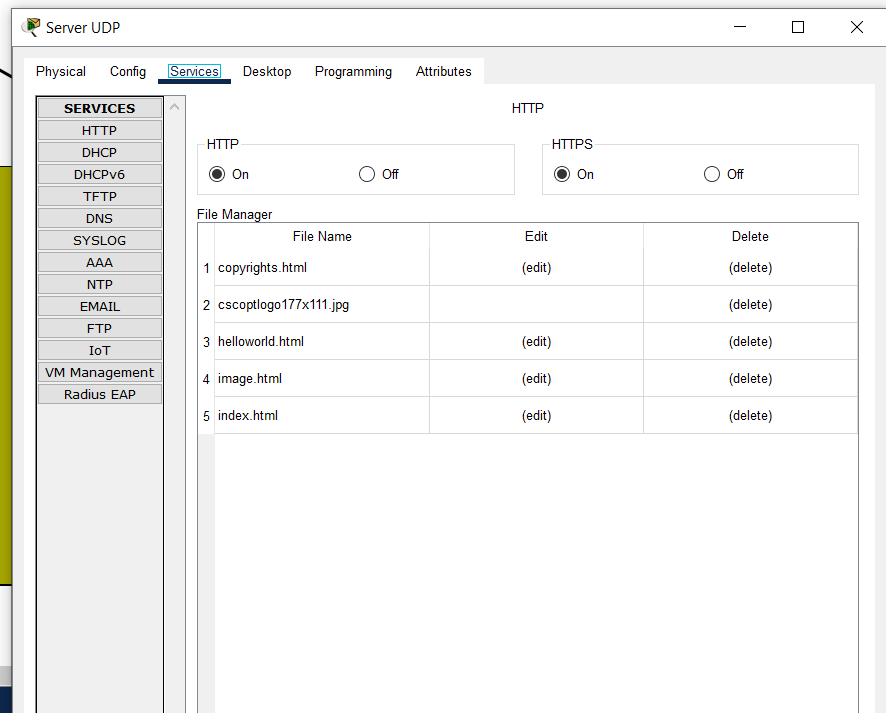 Server UDP
Physical Config Services Desktop Programming Attributes
SERVICES
HTTP
DHCP
DHCPv6
TFTP
DNS
SYSLOG
AAA
NTP
EMAIL
FTP
IoT
VM Management
Radius EAP
HTTP
HTTP
On Off
HTTPS
On Off
File Manager
File Name Edit Delete
1 copyrights.html (edit) (delete)
2 cscoptlogo177x111.jpg (delete)
3 helloworld.html (edit) (delete)
4 image.html (edit) (delete)
5 index.html (edit) (delete)